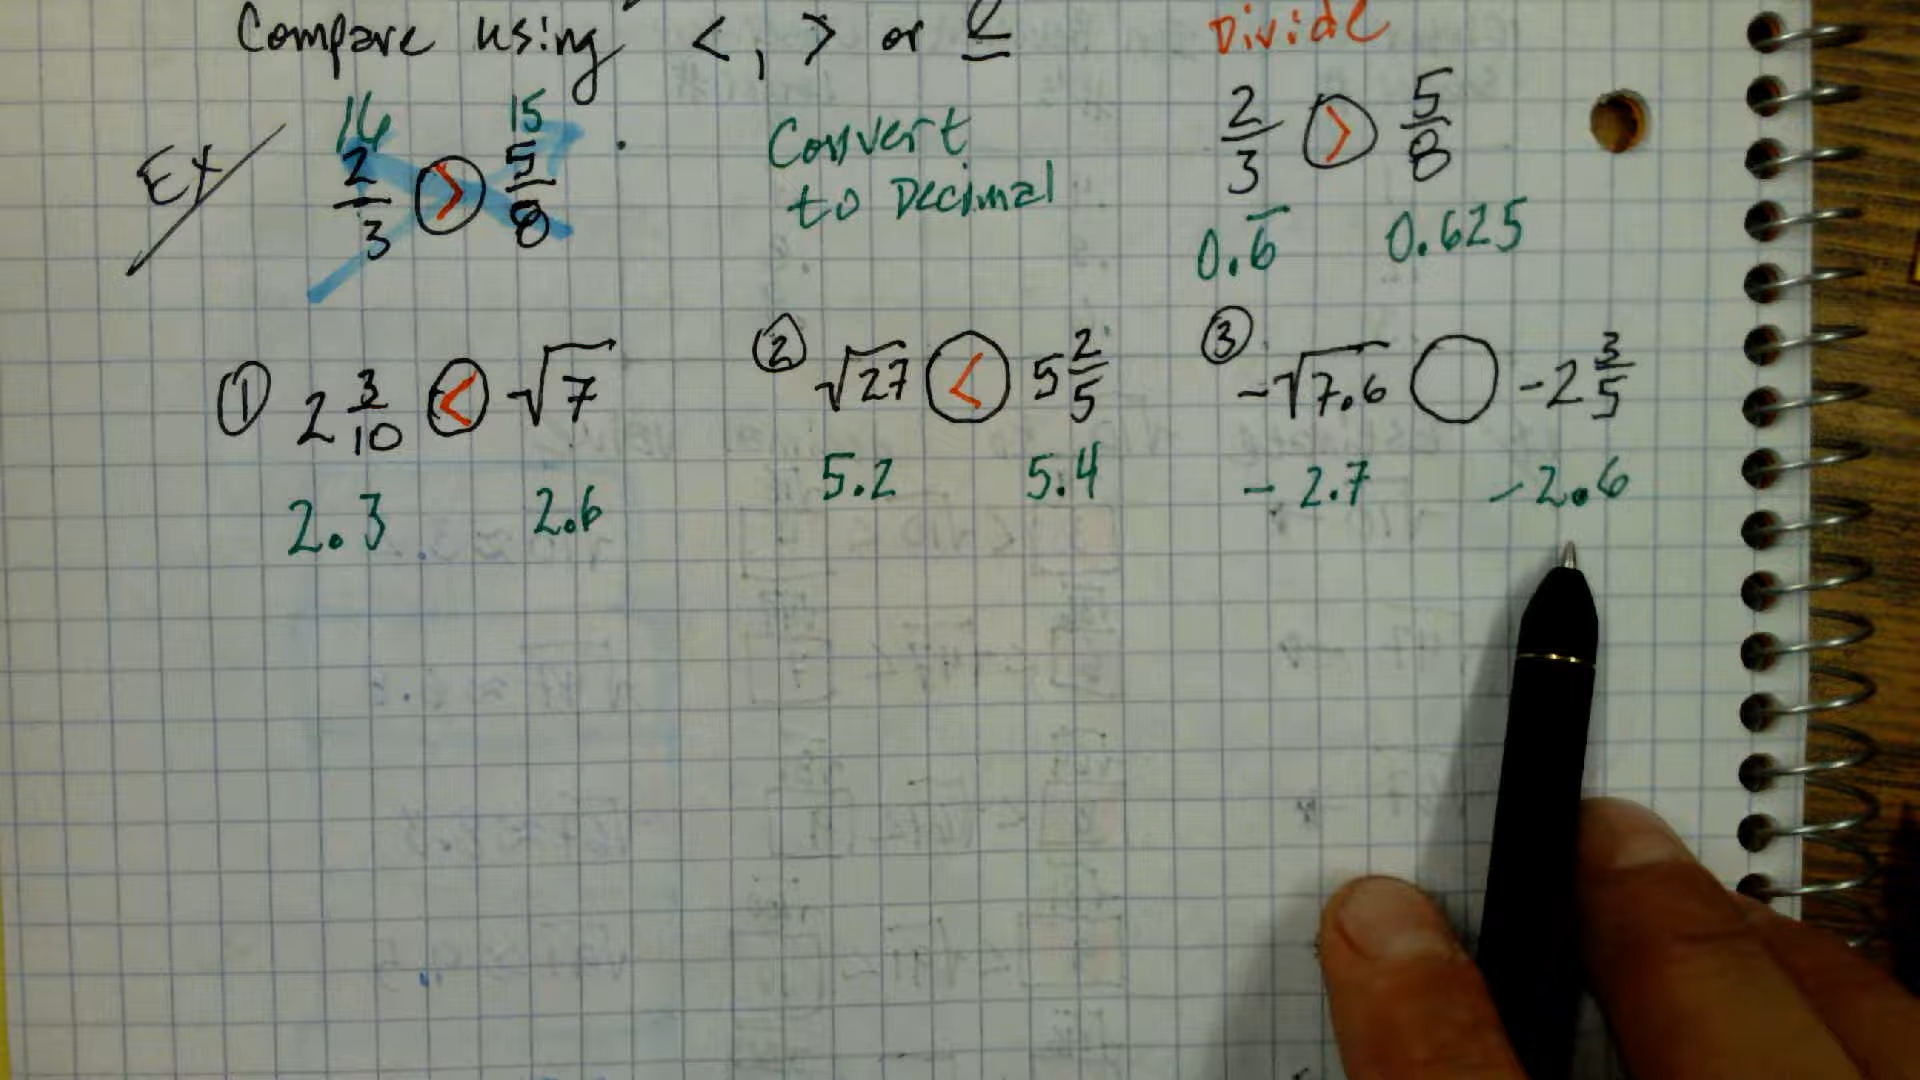 Compare using <, > or =
Divide
Ex
16 15
2/3 > 5/8
Convert
to Decimal
2/3 > 5/8
0.6̅ 0.625
① 2 3/10 < √7
2.3 2.6
② √27 < 5 2/5
5.2 5.4
③ -√7.6 ○ -2 3/5
- 2.7 -2.6